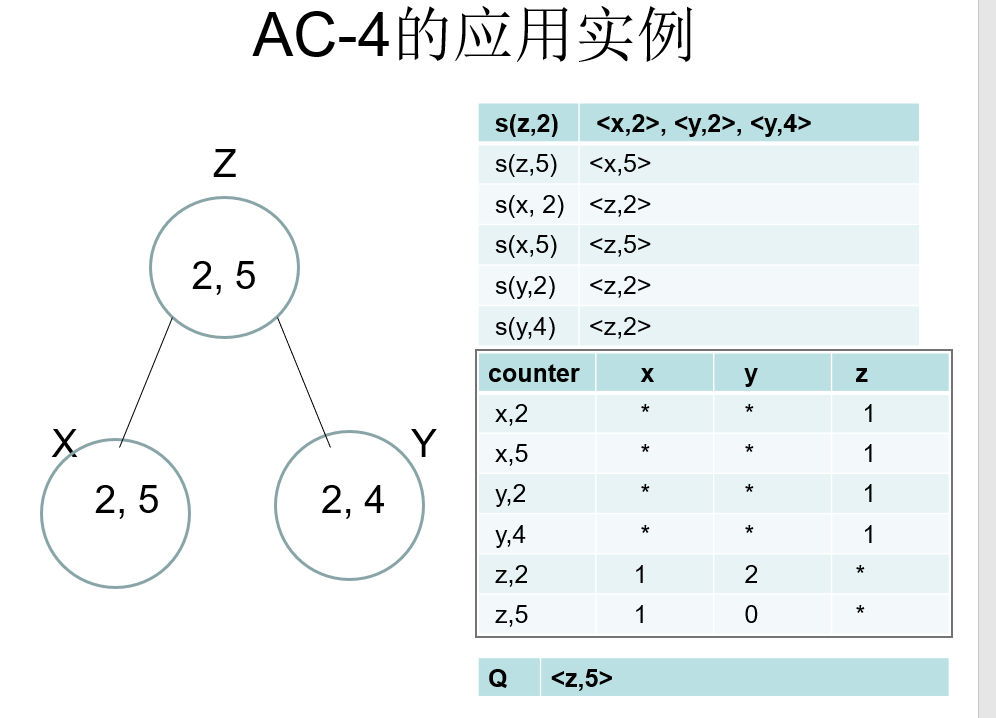 AC-4的应用实例
Z
2, 5
X
2, 5
Y
2, 4
s(z,2) <x,2>, <y,2>, <y,4>
s(z,5) <x,5>
s(x, 2) <z,2>
s(x,5) <z,5>
s(y,2) <z,2>
s(y,4) <z,2>
counter x y z
x,2 * * 1
x,5 * * 1
y,2 * * 1
y,4 * * 1
z,2 1 2 *
z,5 1 0 *
Q <z,5>